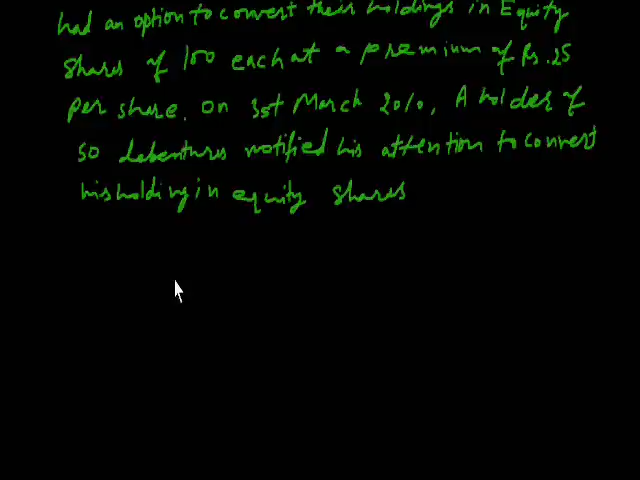 had an option to convert their holdings in Equity
Shares of 100 each at a premium of Rs. 25
per share. on 31st March 2010, A holder of
50 debentures notified his attention to convert
his holding in equity shares